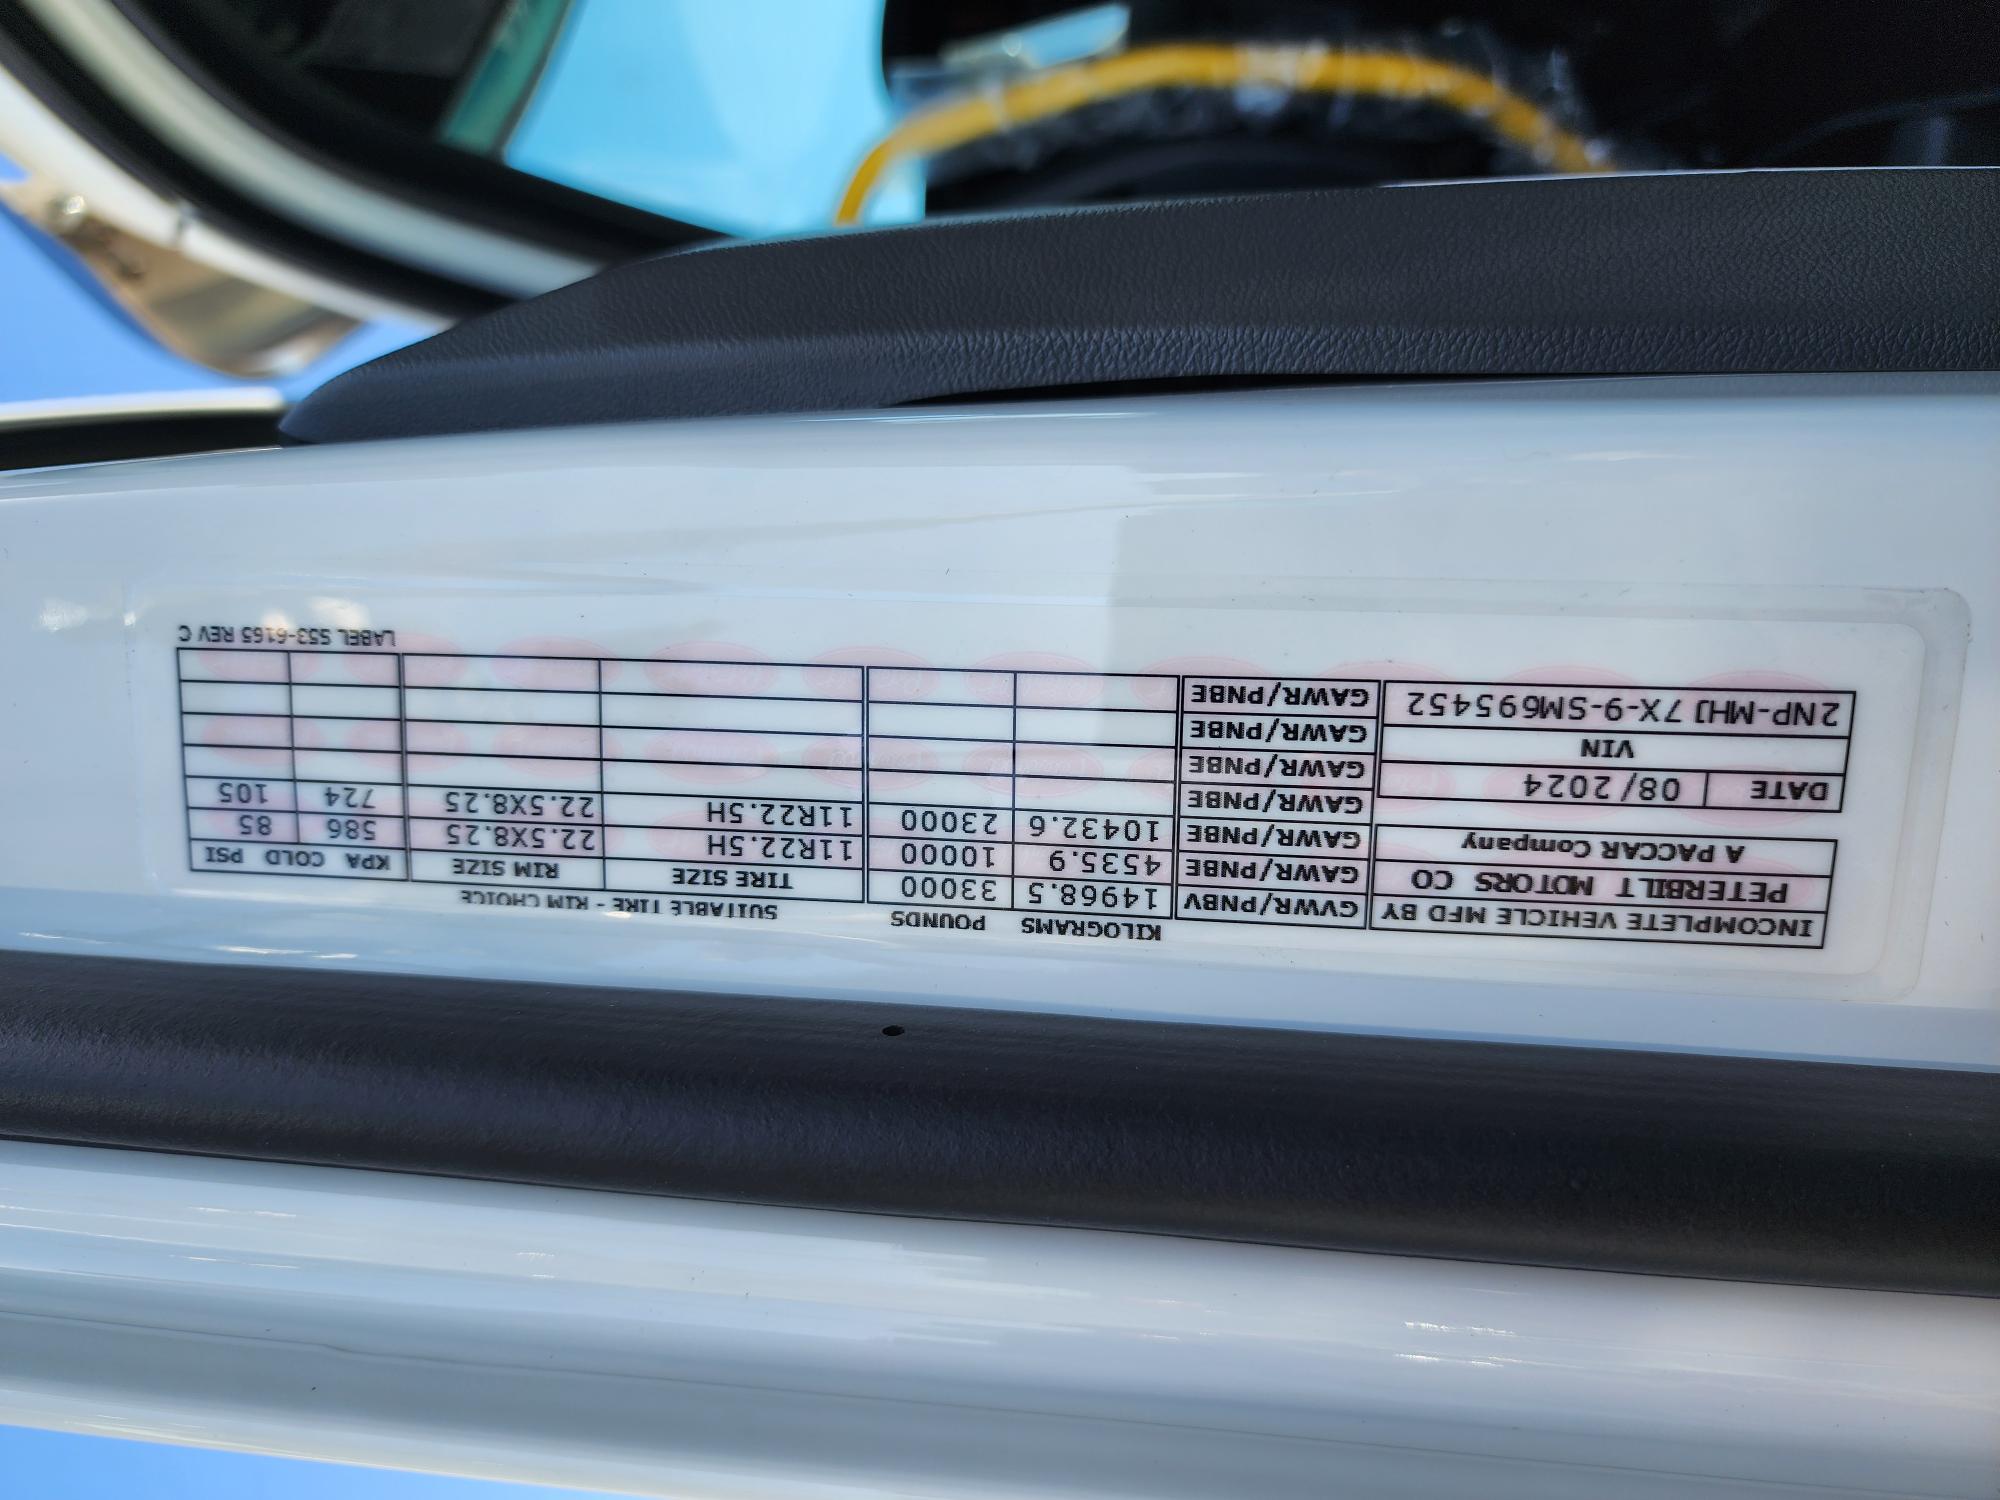 KILOGRAMS POUNDS SUITABLE TIRE - RIM CHOICE
INCOMPLETE VEHICLE MFD BY GVWR/PNBV 14968.5 33000 TIRE SIZE RIM SIZE KPA COLD PSI
PETERBILT MOTORS CO GAWR/PNBE 4535.9 10000 11R22.5H 22.5X8.25 586 85
A PACCAR Company GAWR/PNBE 10432.6 23000 11R22.5H 22.5X8.25 724 105
DATE 08/2024 GAWR/PNBE
VIN GAWR/PNBE
GAWR/PNBE
2NP-MHJ 7X-9-SM695452 GAWR/PNBE
LABEL S53-6165 REV C